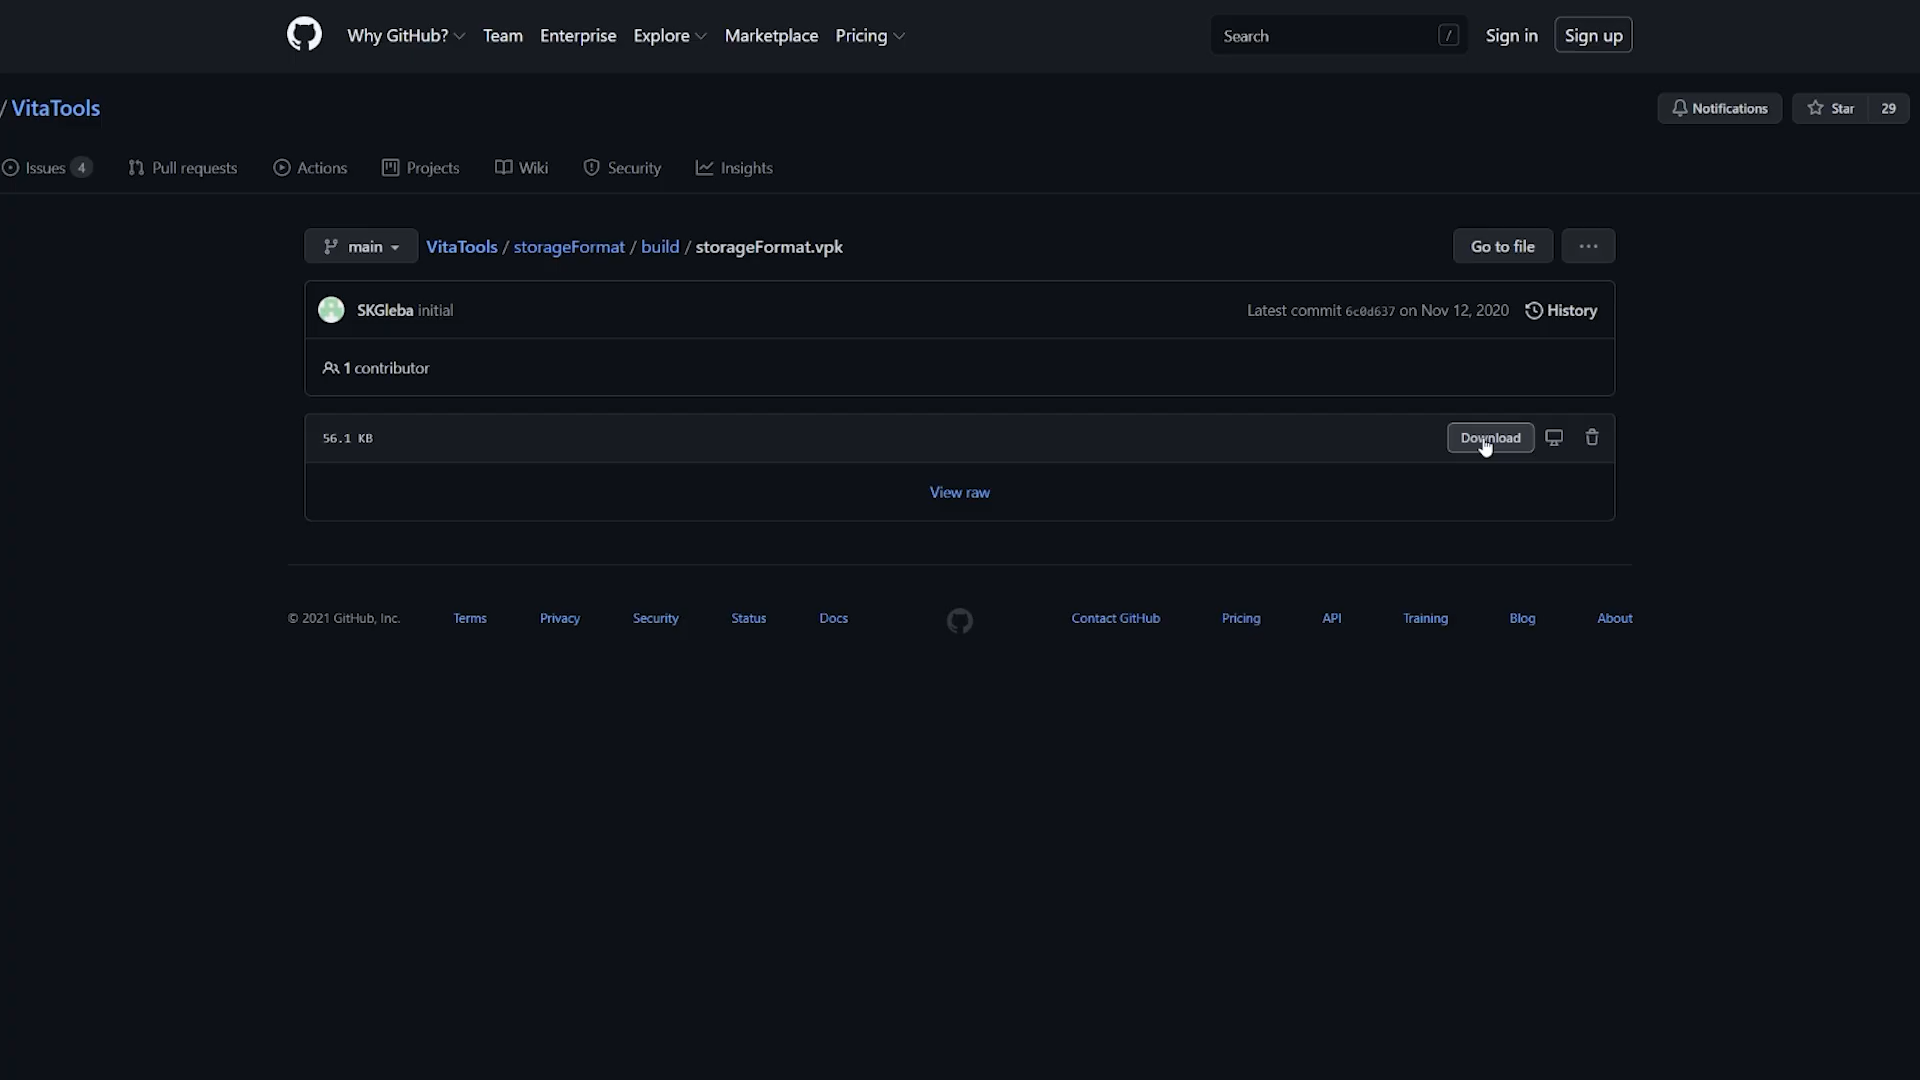 Why GitHub? Team Enterprise Explore Marketplace Pricing Search / Sign in Sign up
/ VitaTools Notifications Star 29
Issues 4 Pull requests Actions Projects Wiki Security Insights
main VitaTools / storageFormat / build / storageFormat.vpk Go to file ...
SKGleba initial Latest commit 6c0d637 on Nov 12, 2020 History
1 contributor
56.1 KB Download
View raw
© 2021 GitHub, Inc. Terms Privacy Security Status Docs Contact GitHub Pricing API Training Blog About